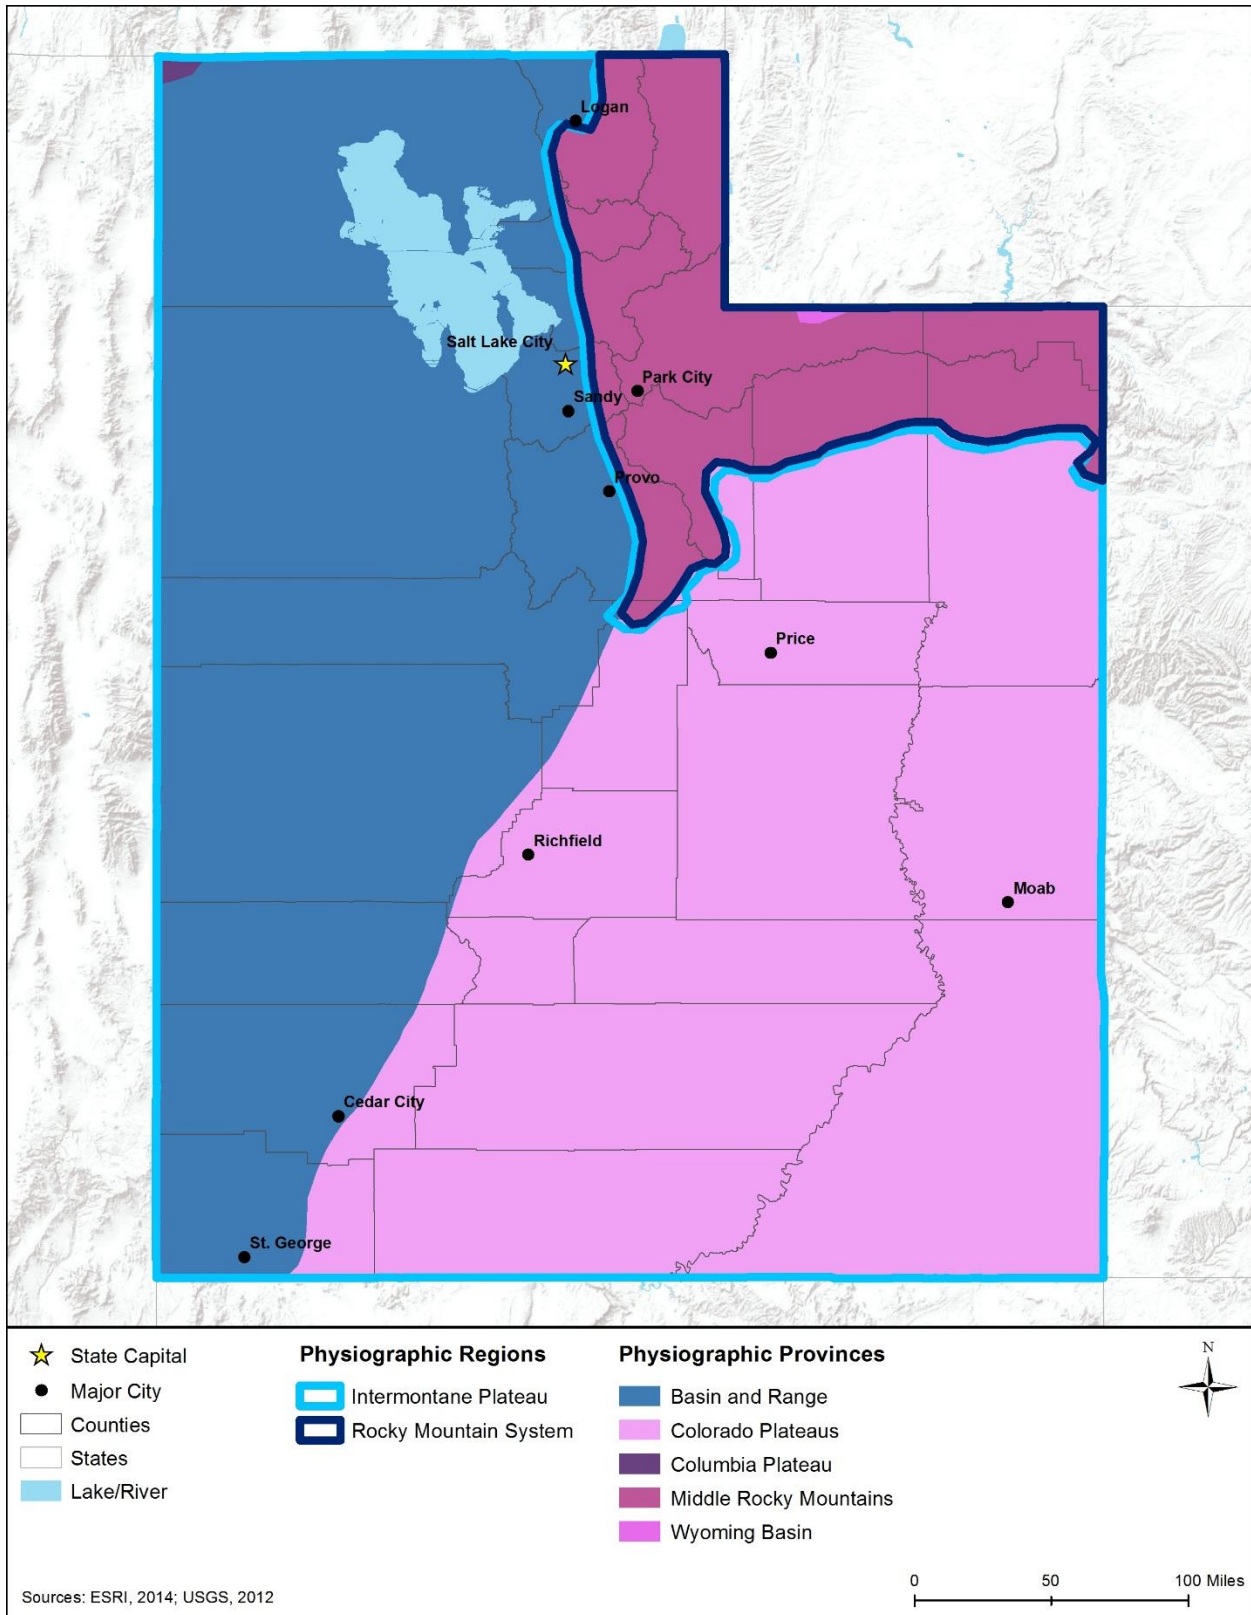 Logan
Salt Lake City
Park City
Sandy
Provo
Price
Richfield
Moab
Cedar City
St. George
State Capital
Major City
Counties
States
Lake/River
Physiographic Regions
Intermontane Plateau
Rocky Mountain System
Physiographic Provinces
Basin and Range
Colorado Plateaus
Columbia Plateau
Middle Rocky Mountains
Wyoming Basin
N
Sources: ESRI, 2014; USGS, 2012
0 50 100 Miles